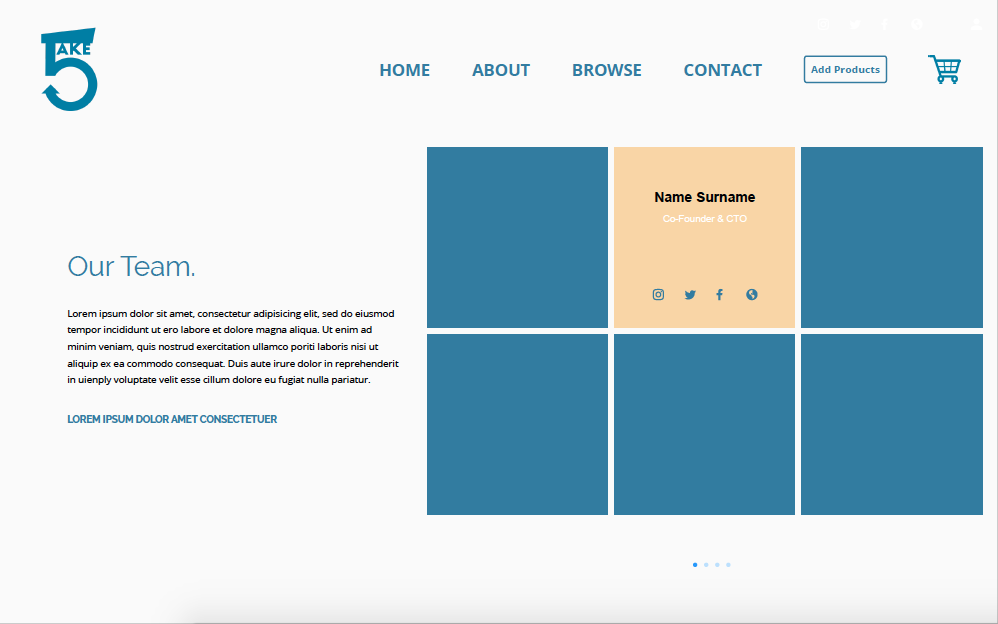 TAKE
5
HOME ABOUT BROWSE CONTACT Add Products
Name Surname
Co-Founder & CTO
Our Team.
Lorem ipsum dolor sit amet, consectetur adipisicing elit, sed do eiusmod
tempor incididunt ut ero labore et dolore magna aliqua. Ut enim ad
minim veniam, quis nostrud exercitation ullamco poriti laboris nisi ut
aliquip ex ea commodo consequat. Duis aute irure dolor in reprehenderit
in uienply voluptate velit esse cillum dolore eu fugiat nulla pariatur.
LOREM IPSUM DOLOR AMET CONSECTETUER